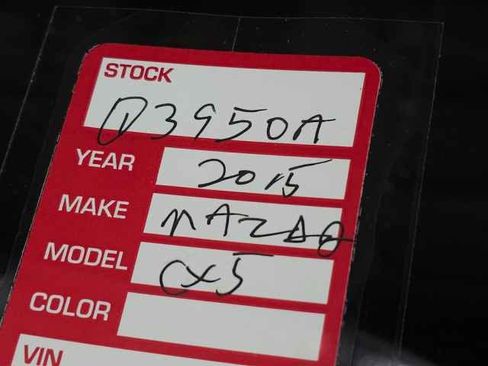 STOCK
D3950A
YEAR 2015
MAKE MAZDA
MODEL CX5
COLOR
VIN